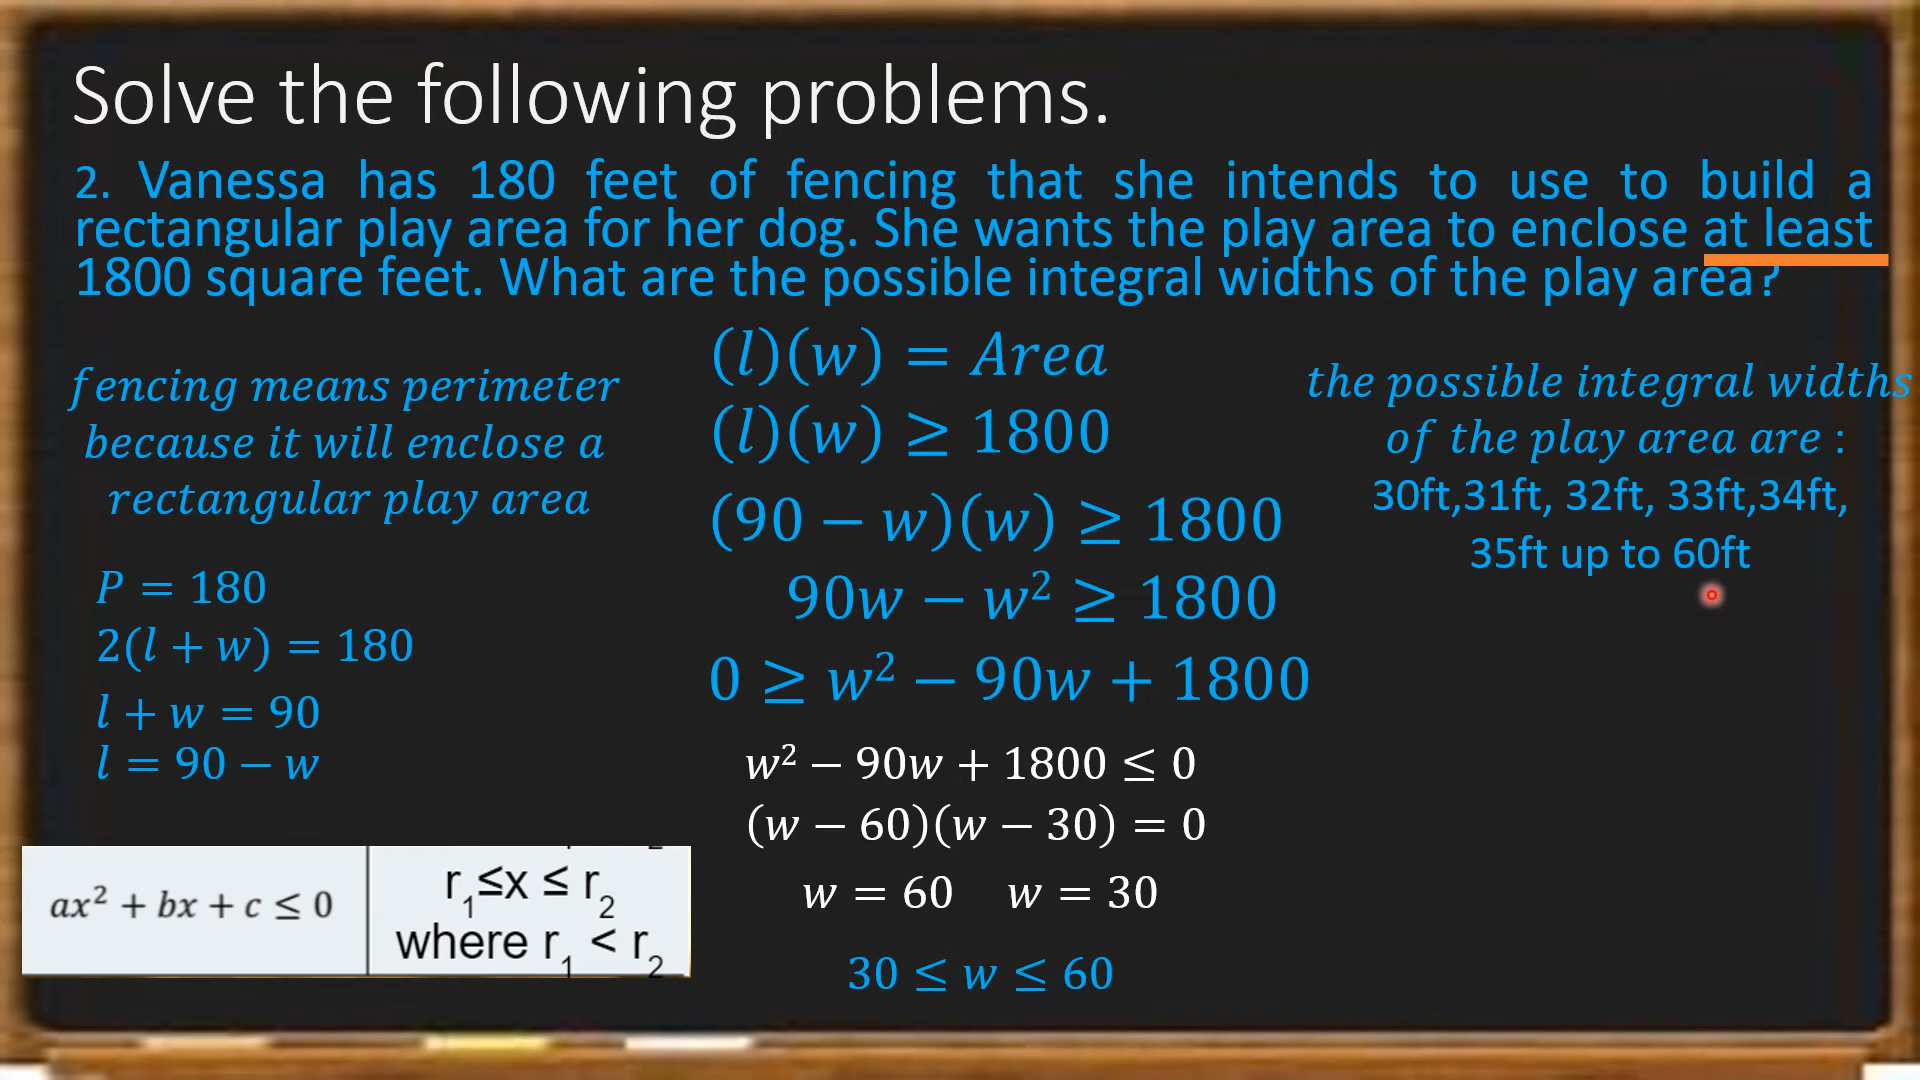 Solve the following problems.
2. Vanessa has 180 feet of fencing that she intends to use to build a
rectangular play area for her dog. She wants the play area to enclose at least
1800 square feet. What are the possible integral widths of the play area?
fencing means perimeter
because it will enclose a
rectangular play area
P = 180
2(l + w) = 180
l + w = 90
l = 90 − w
ax² + bx + c ≤ 0
r₁≤x ≤ r₂
where r₁ < r₂
(l)(w) = Area
(l)(w) ≥ 1800
(90 − w)(w) ≥ 1800
90w − w² ≥ 1800
0 ≥ w² − 90w + 1800
w² − 90w + 1800 ≤ 0
(w − 60)(w − 30) = 0
w = 60 w = 30
30 ≤ w ≤ 60
the possible integral widths
of the play area are :
30ft,31ft, 32ft, 33ft,34ft,
35ft up to 60ft